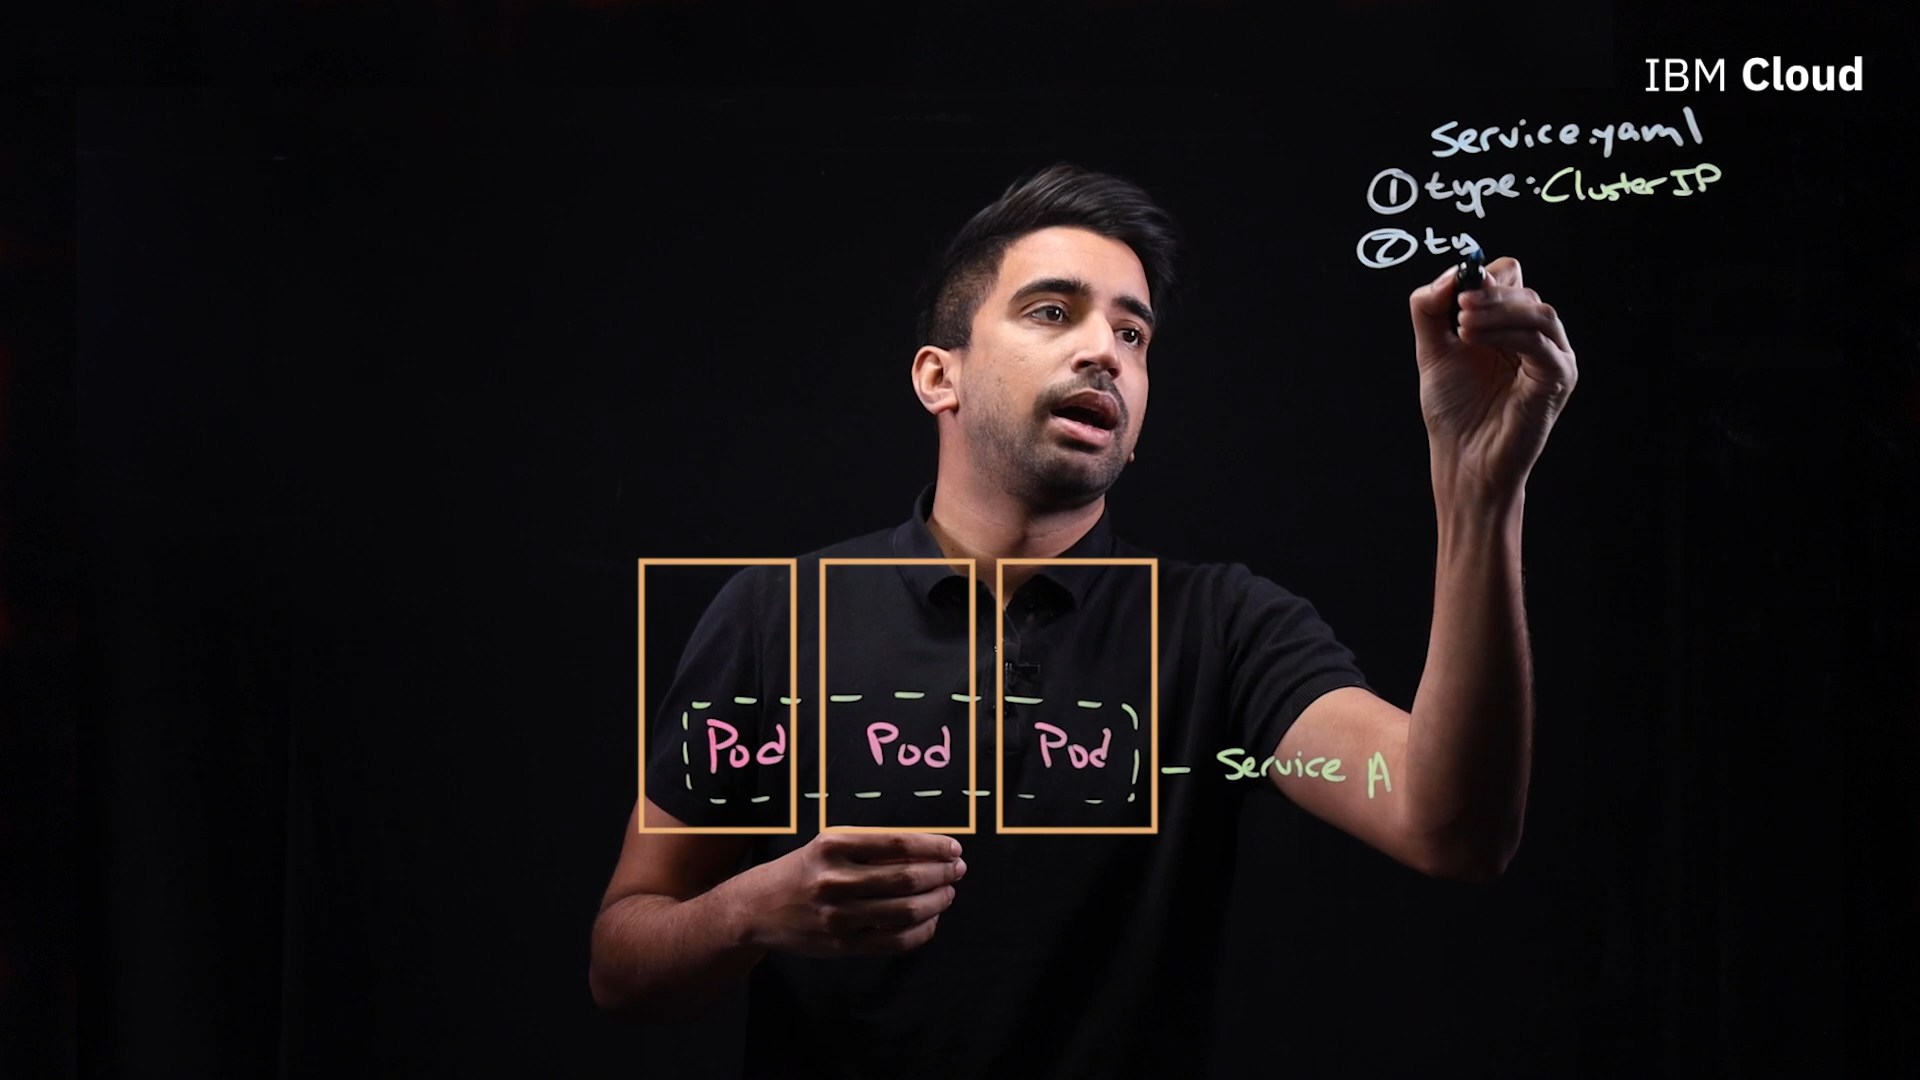 IBM Cloud
Service.yaml
① type: ClusterIP
② ty
Pod Pod Pod – Service A